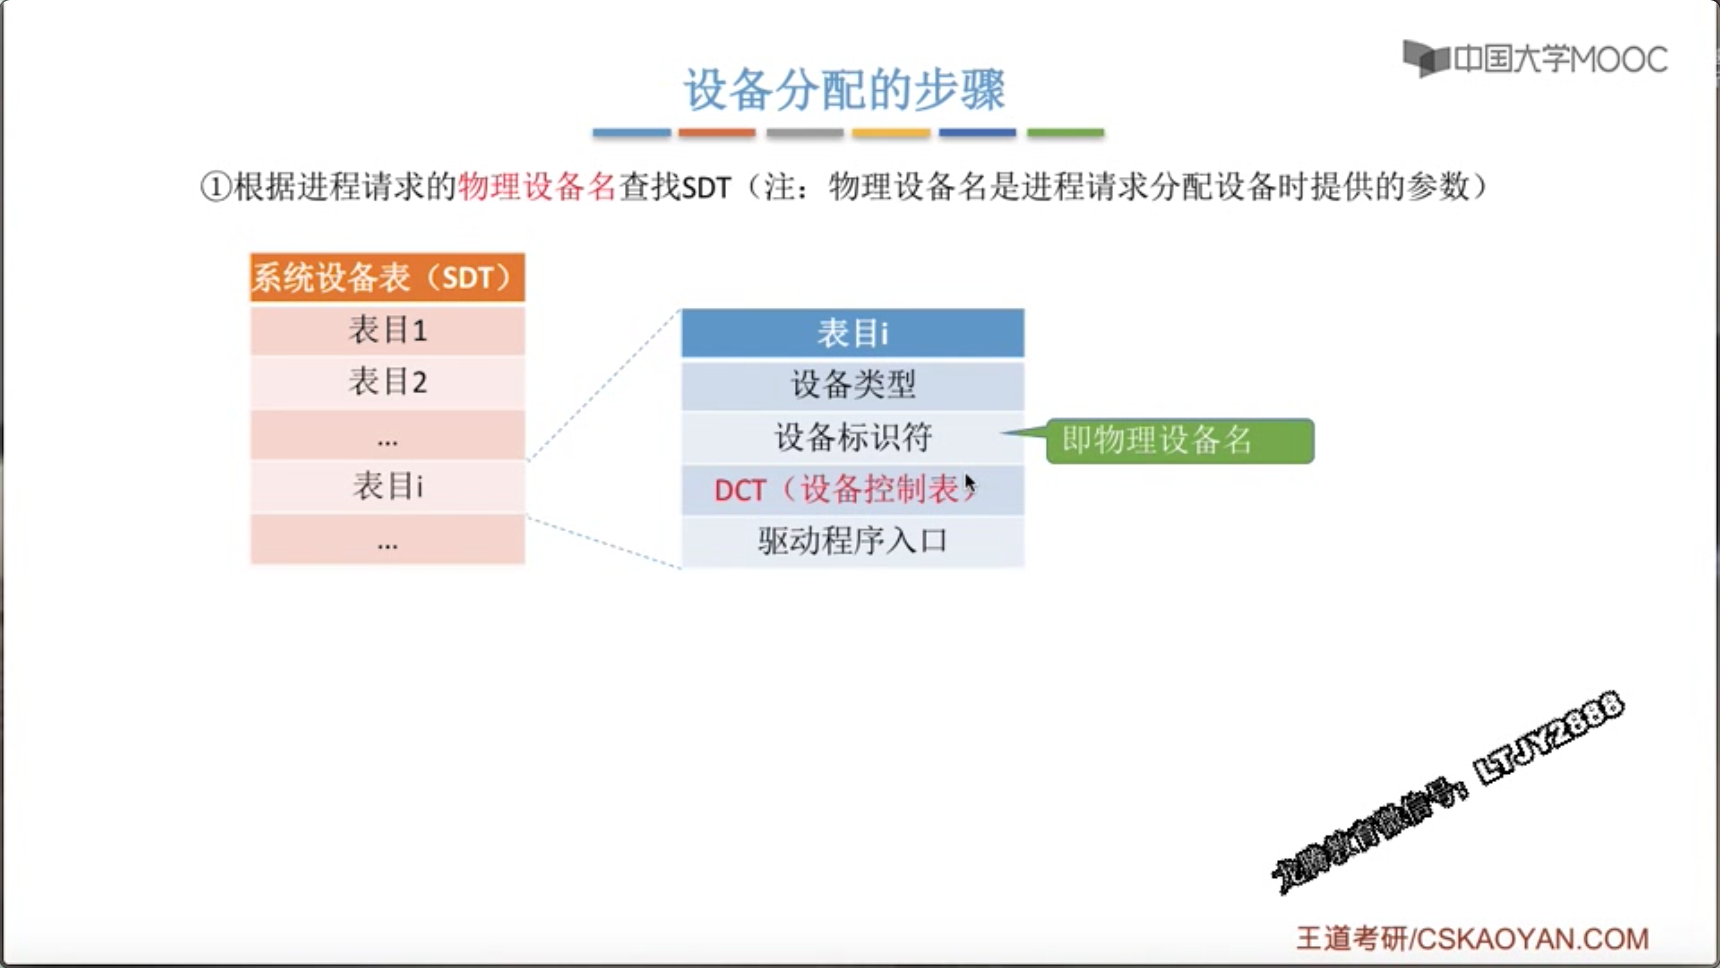 中国大学MOOC
设备分配的步骤
①根据进程请求的物理设备名查找SDT（注：物理设备名是进程请求分配设备时提供的参数）
系统设备表（SDT）
表目1
表目2
...
表目i
...
表目i
设备类型
设备标识符
DCT（设备控制表）
驱动程序入口
即物理设备名
龙腾教育微信号：LTJY2888
王道考研/CSKAOYAN.COM